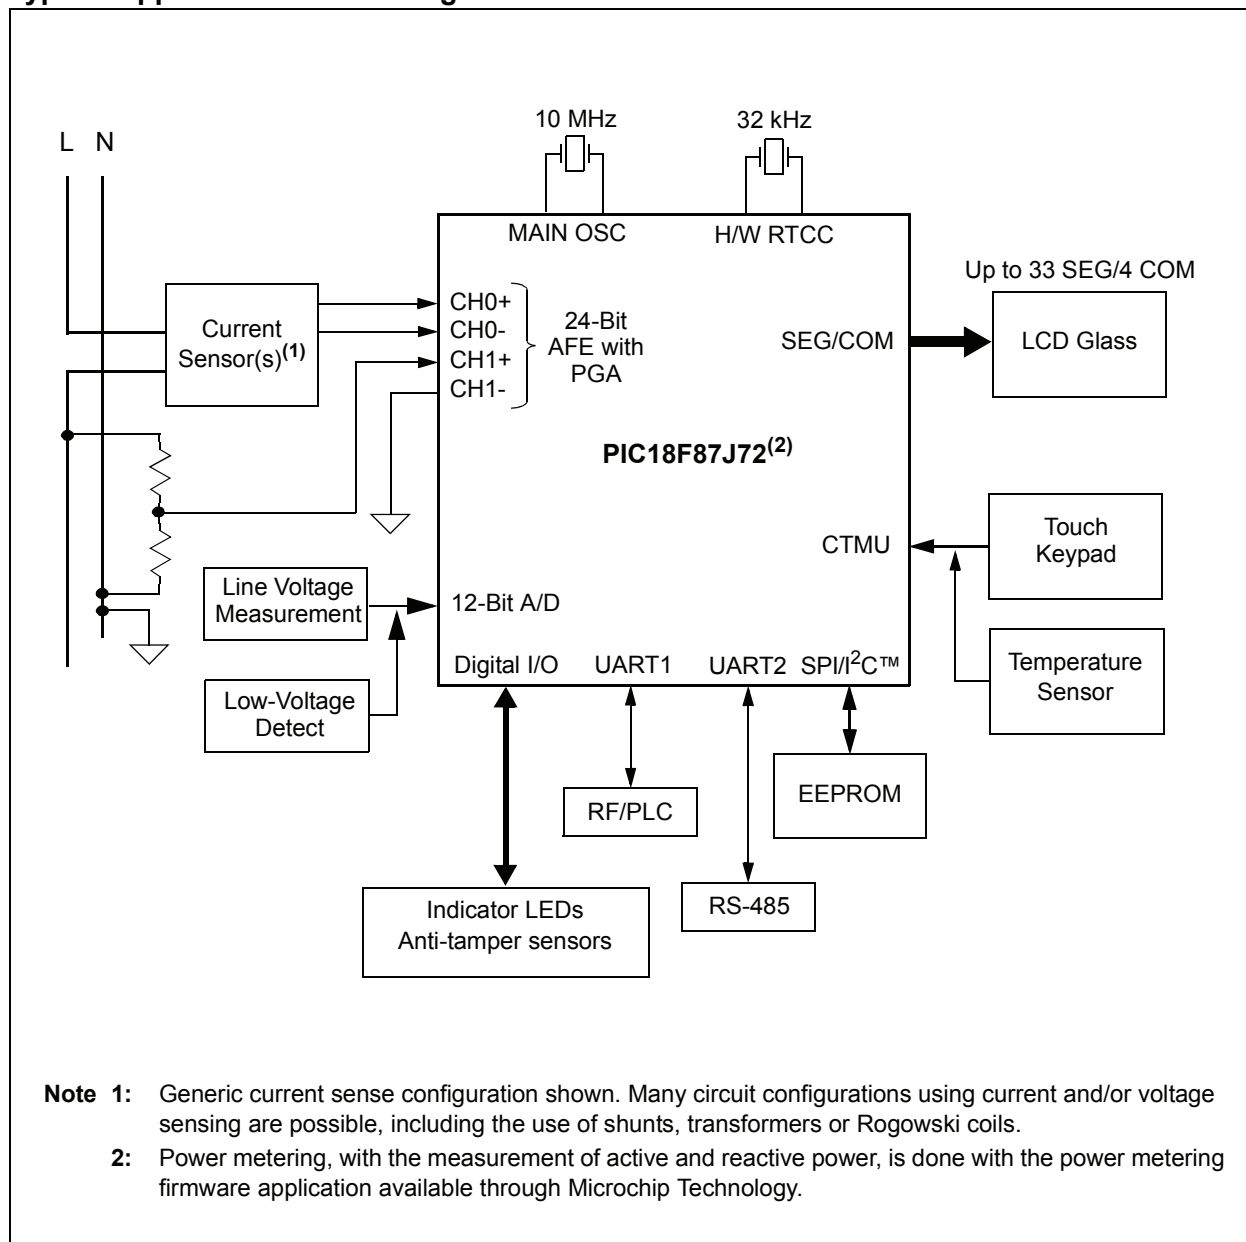 10 MHz
32 kHz
L N
MAIN OSC
H/W RTCC
Up to 33 SEG/4 COM
CH0+
CH0-
CH1+
CH1-
24-Bit
AFE with
PGA
Current
Sensor(s)(1)
SEG/COM
LCD Glass
PIC18F87J72(2)
CTMU
Touch
Keypad
Line Voltage
Measurement
12-Bit A/D
Digital I/O
UART1
UART2
SPI/I2C™
Temperature
Sensor
Low-Voltage
Detect
RF/PLC
EEPROM
RS-485
Indicator LEDs
Anti-tamper sensors
Note 1: Generic current sense configuration shown. Many circuit configurations using current and/or voltage
sensing are possible, including the use of shunts, transformers or Rogowski coils.
2: Power metering, with the measurement of active and reactive power, is done with the power metering
firmware application available through Microchip Technology.